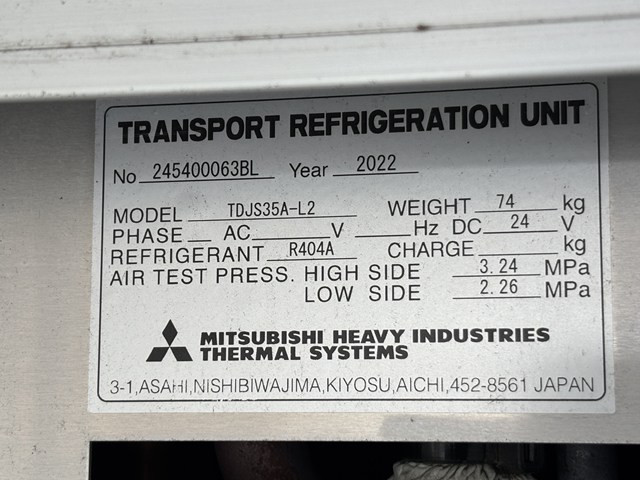 TRANSPORT REFRIGERATION UNIT
No 245400063BL Year 2022
MODEL TDJS35A-L2 WEIGHT 74 kg
PHASE AC V Hz DC 24 V
REFRIGERANT R404A CHARGE kg
AIR TEST PRESS. HIGH SIDE 3.24 MPa
LOW SIDE 2.26 MPa
MITSUBISHI HEAVY INDUSTRIES
THERMAL SYSTEMS
3-1,ASAHI,NISHIBIWAJIMA,KIYOSU,AICHI,452-8561 JAPAN